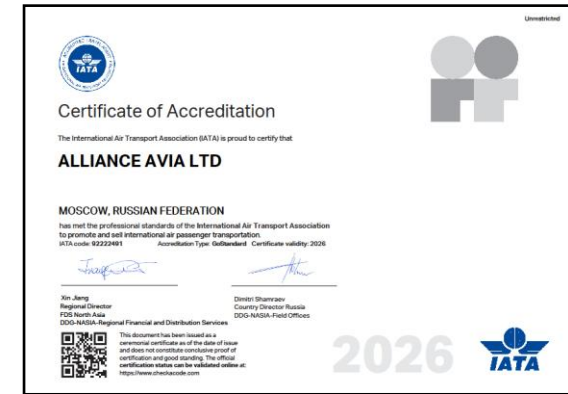 Unrestricted
IATA
Certificate of Accreditation
The International Air Transport Association (IATA) is proud to certify that
ALLIANCE AVIA LTD
MOSCOW, RUSSIAN FEDERATION
has met the professional standards of the International Air Transport Association
to promote and sell international air passenger transportation.
IATA code: 92222491 Accreditation Type: GoStandard Certificate validity: 2026
Xin Jiang
Regional Director
FDS North Asia
DDG-NASIA-Regional Financial and Distribution Services
Dimitri Shamraev
Country Director Russia
DDG-NASIA-Field Offices
This document has been issued as a
ceremonial certificate as of the date of issue
and does not constitute conclusive proof of
certification and good standing. The official
certification status can be validated online at:
https://www.checkacode.com
2026
IATA